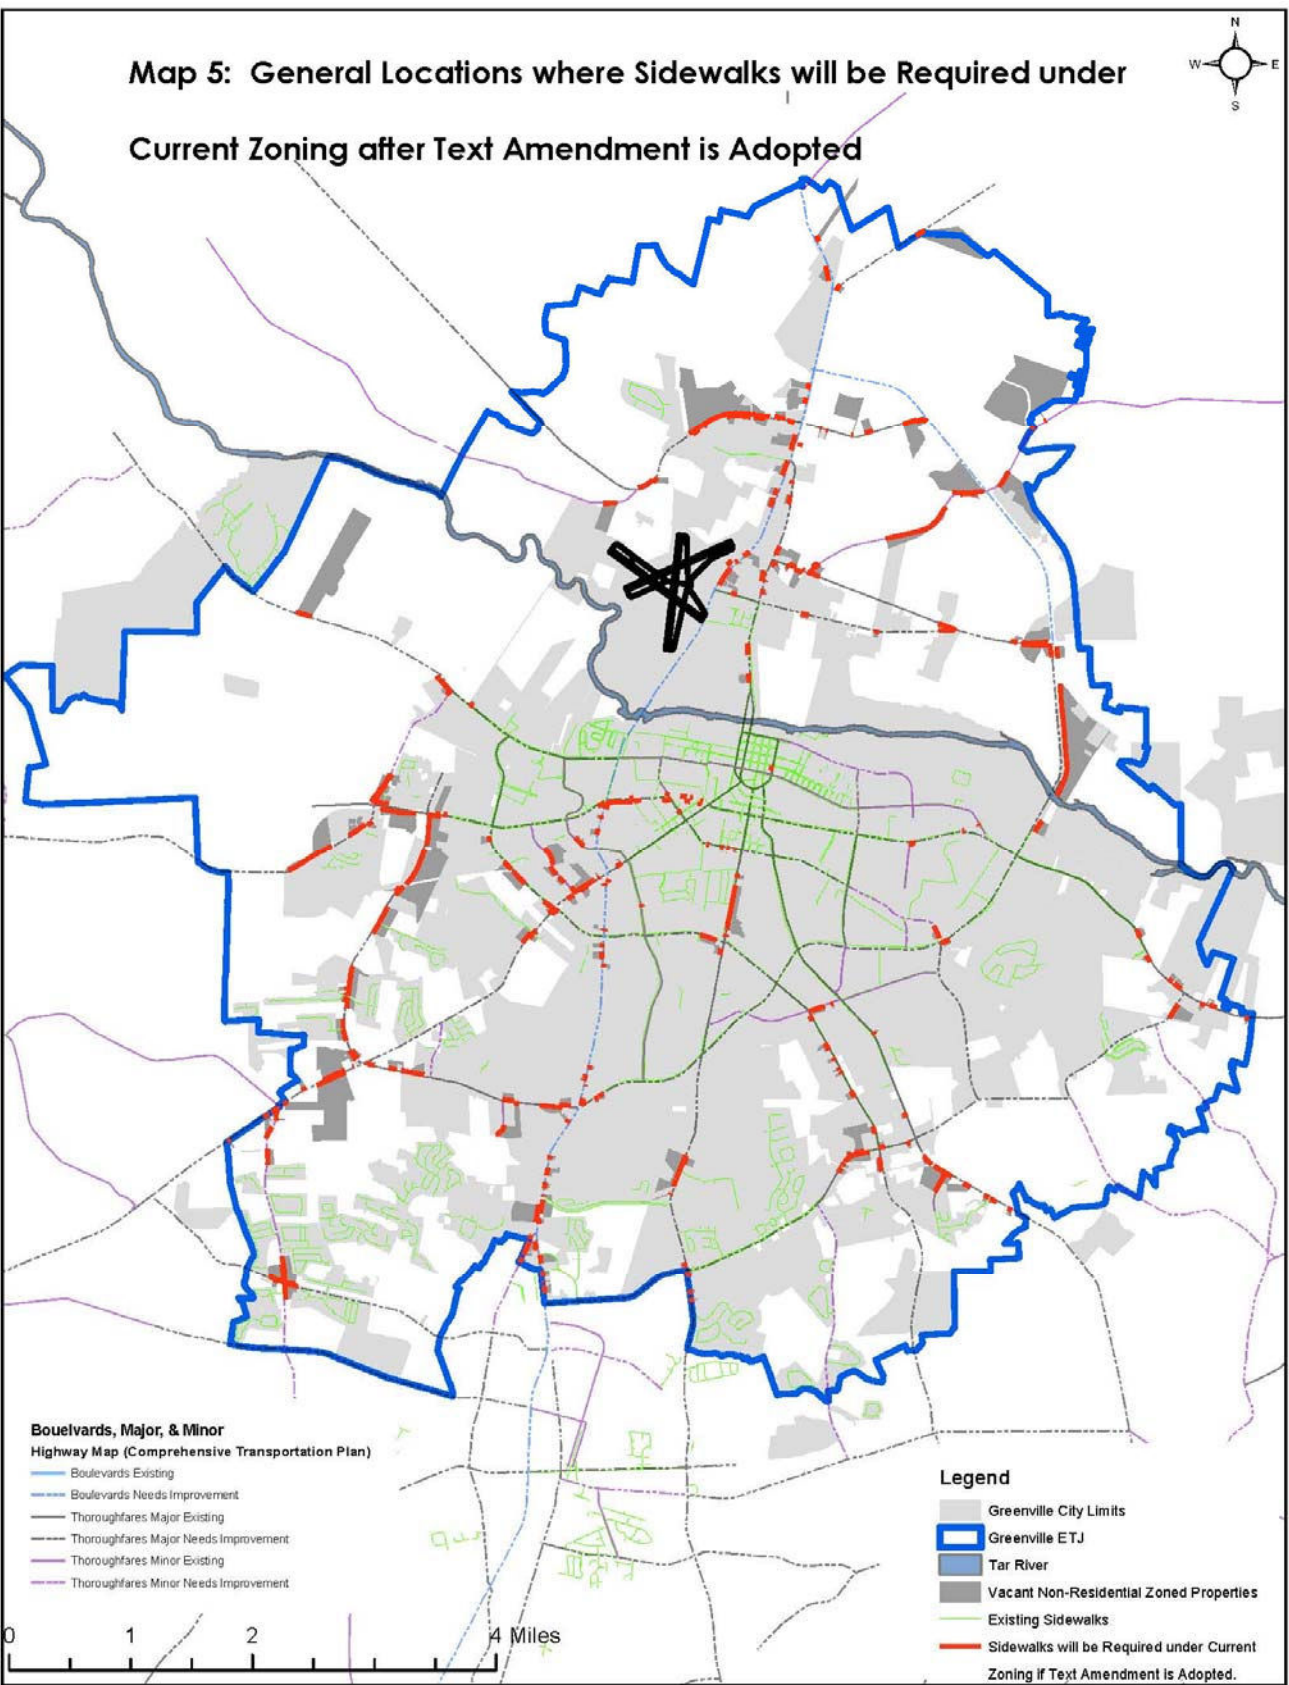 N
W E
S
Map 5: General Locations where Sidewalks will be Required under
Current Zoning after Text Amendment is Adopted
Bouelvards, Major, & Minor
Highway Map (Comprehensive Transportation Plan)
Boulevards Existing
Boulevards Needs Improvement
Thoroughfares Major Existing
Thoroughfares Major Needs Improvement
Thoroughfares Minor Existing
Thoroughfares Minor Needs Improvement
0 1 2 4 Miles
Legend
Greenville City Limits
Greenville ETJ
Tar River
Vacant Non-Residential Zoned Properties
Existing Sidewalks
Sidewalks will be Required under Current
Zoning if Text Amendment is Adopted.